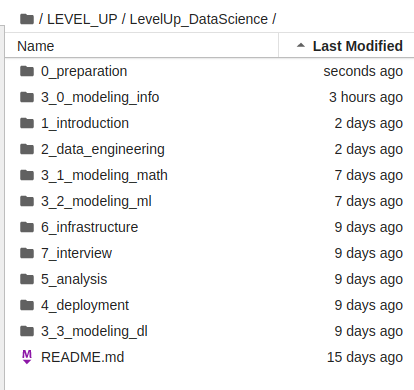 / LEVEL_UP / LevelUp_DataScience /
Name Last Modified
0_preparation seconds ago
3_0_modeling_info 3 hours ago
1_introduction 2 days ago
2_data_engineering 2 days ago
3_1_modeling_math 7 days ago
3_2_modeling_ml 7 days ago
6_infrastructure 9 days ago
7_interview 9 days ago
5_analysis 9 days ago
4_deployment 9 days ago
3_3_modeling_dl 9 days ago
M README.md 15 days ago